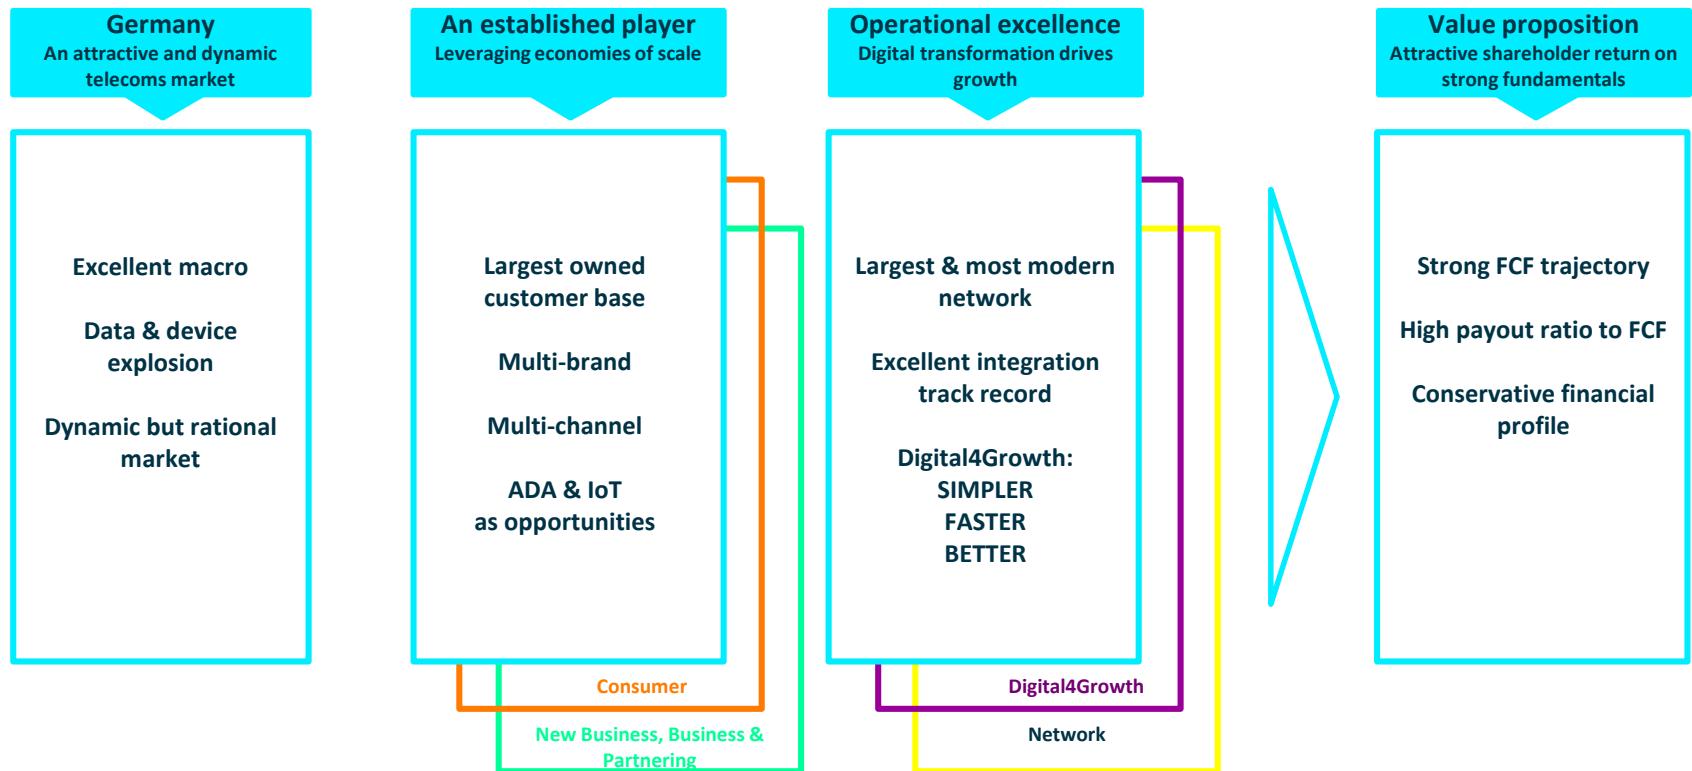 Germany
An attractive and dynamic
telecoms market
Excellent macro
Data & device
explosion
Dynamic but rational
market
An established player
Leveraging economies of scale
Largest owned
customer base
Multi-brand
Multi-channel
ADA & IoT
as opportunities
Consumer
New Business, Business &
Partnering
Operational excellence
Digital transformation drives
growth
Largest & most modern
network
Excellent integration
track record
Digital4Growth:
SIMPLER
FASTER
BETTER
Digital4Growth
Network
Value proposition
Attractive shareholder return on
strong fundamentals
Strong FCF trajectory
High payout ratio to FCF
Conservative financial
profile